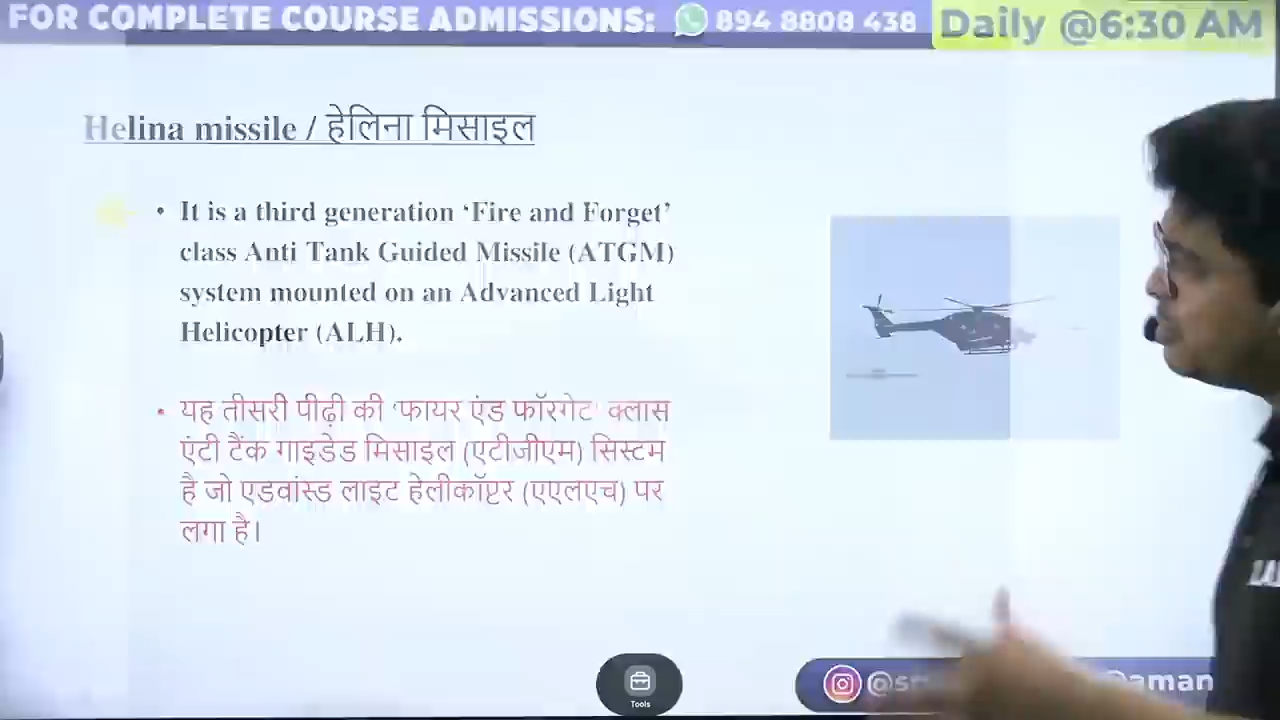 FOR COMPLETE COURSE ADMISSIONS: 894 8808 438
Daily @6:30 AM
Helina missile / हेलिना मिसाइल
• It is a third generation ‘Fire and Forget’
class Anti Tank Guided Missile (ATGM)
system mounted on an Advanced Light
Helicopter (ALH).
• यह तीसरी पीढ़ी की ‘फायर एंड फॉरगेट’ क्लास
एंटी टैंक गाइडेड मिसाइल (एटीजीएम) सिस्टम
है जो एडवांस्ड लाइट हेलीकॉप्टर (एएलएच) पर
लगा है।
Tools